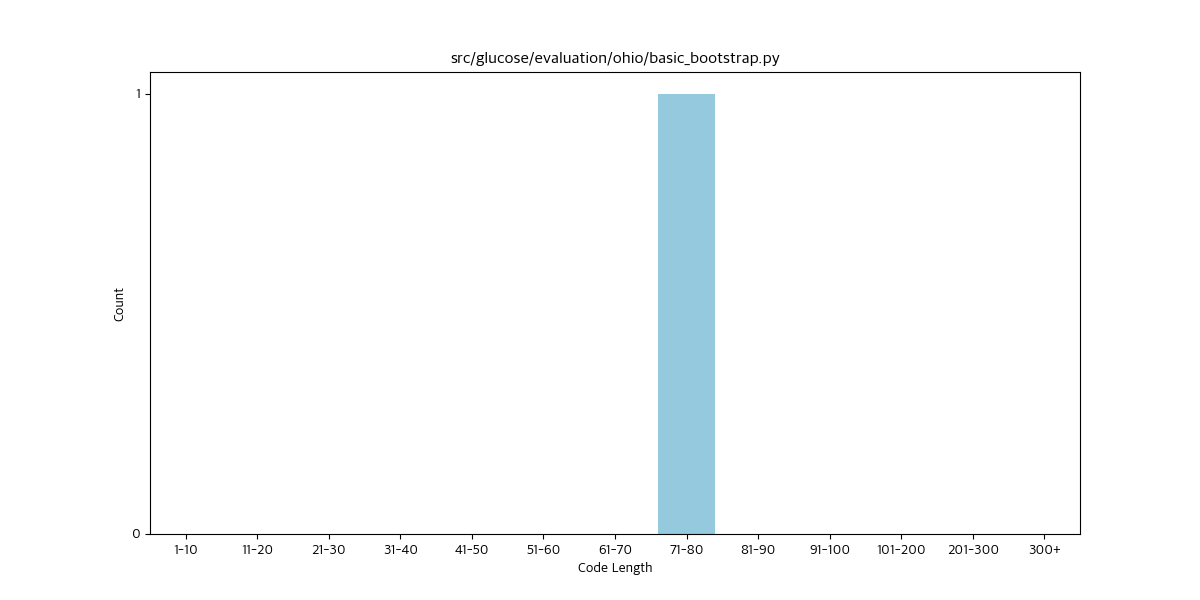 src/glucose/evaluation/ohio/basic_bootstrap.py
1
Count
0
1-10 11-20 21-30 31-40 41-50 51-60 61-70 71-80 81-90 91-100 101-200 201-300 300+
Code Length